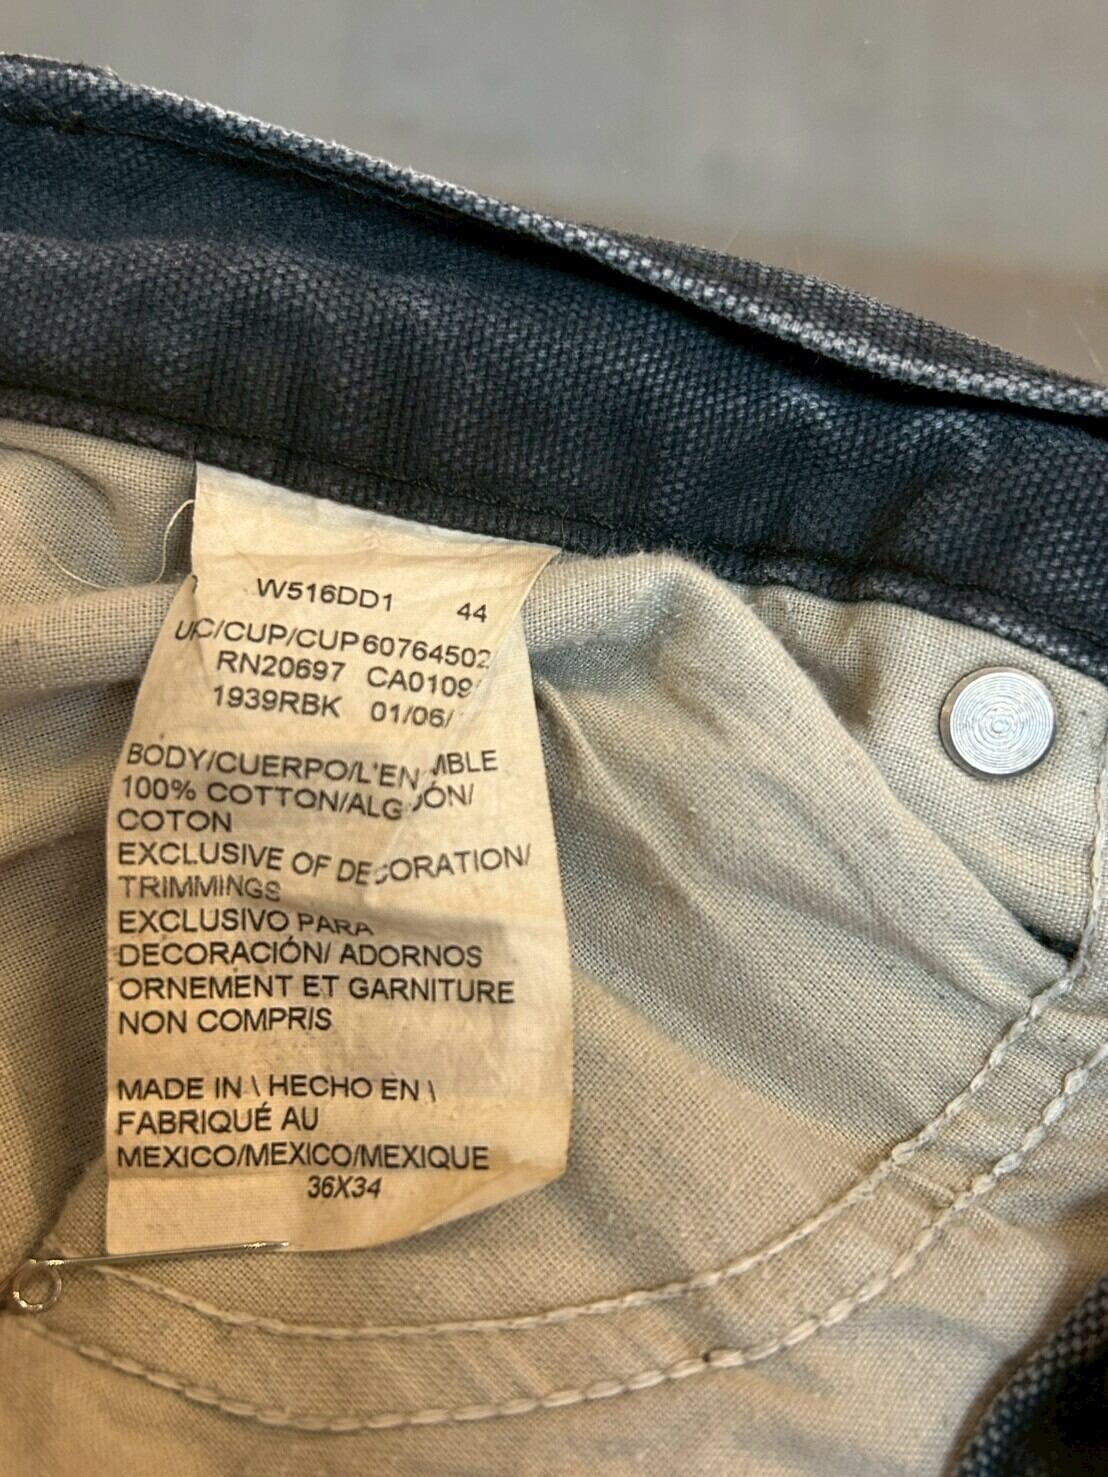 W516DD1 44
UC/CUP/CUP 60764502
RN20697 CA0109
1939RBK 01/06/
BODY/CUERPO/L'EN MBLE
100% COTTON/ALG DÓN/
COTON
EXCLUSIVE OF DECORATION/
TRIMMINGS
EXCLUSIVO PARA
DECORACIÓN/ ADORNOS
ORNEMENT ET GARNITURE
NON COMPRIS
MADE IN \ HECHO EN \
FABRIQUÉ AU
MEXICO/MEXICO/MEXIQUE
36X34